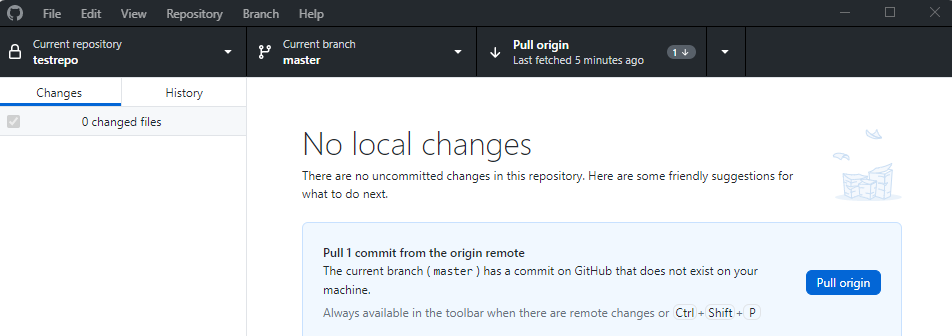 File Edit View Repository Branch Help
Current repository
testrepo
Current branch
master
Pull origin
Last fetched 5 minutes ago
1
Changes History
0 changed files
No local changes
There are no uncommitted changes in this repository. Here are some friendly suggestions for
what to do next.
Pull 1 commit from the origin remote
The current branch ( master ) has a commit on GitHub that does not exist on your
machine.
Always available in the toolbar when there are remote changes or Ctrl + Shift + P
Pull origin